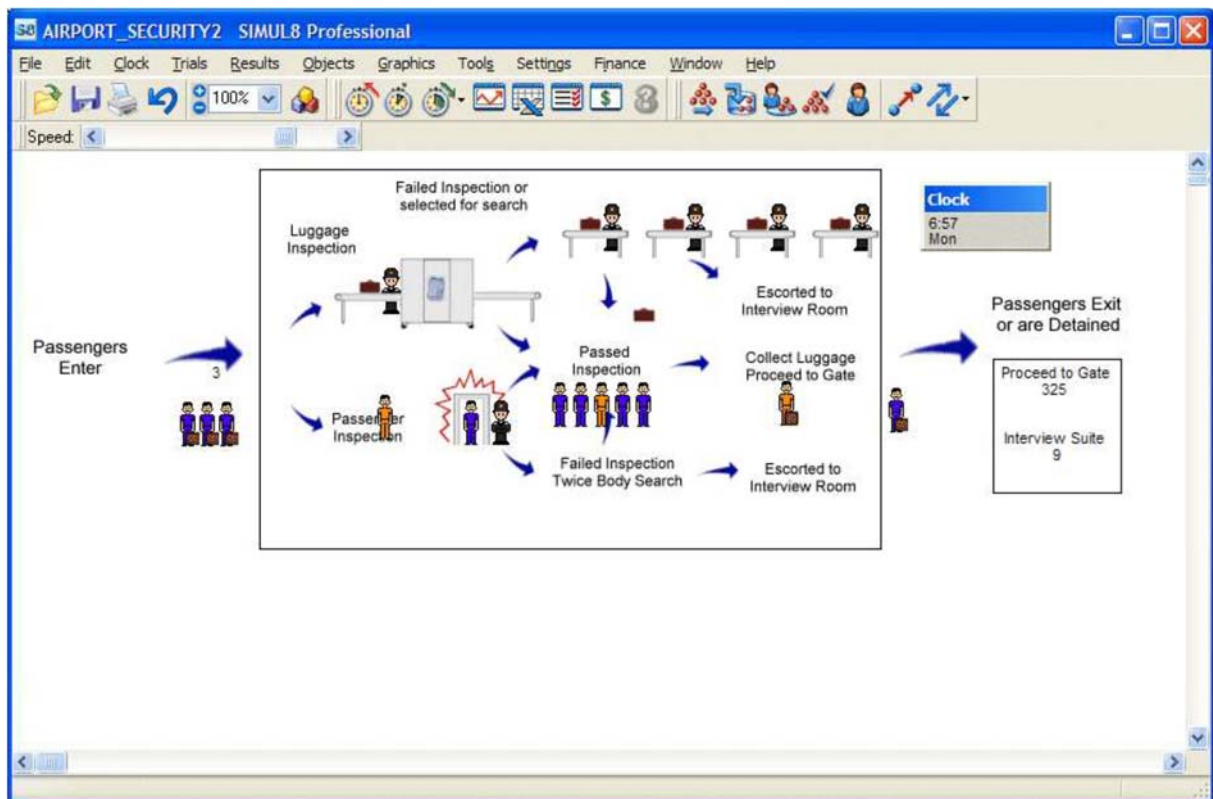 S8 AIRPORT_SECURITY2 SIMUL8 Professional
File Edit Clock Trials Results Objects Graphics Tools Settings Finance Window Help
100%
Speed:
Failed Inspection or
selected for search
Luggage
Inspection
Clock
6:57
Mon
Escorted to
Interview Room
Passengers Exit
or are Detained
Passengers
Enter
3
Passed
Inspection
Collect Luggage
Proceed to Gate
Proceed to Gate
325
Passenger
Inspection
Interview Suite
9
Failed Inspection
Twice Body Search
Escorted to
Interview Room